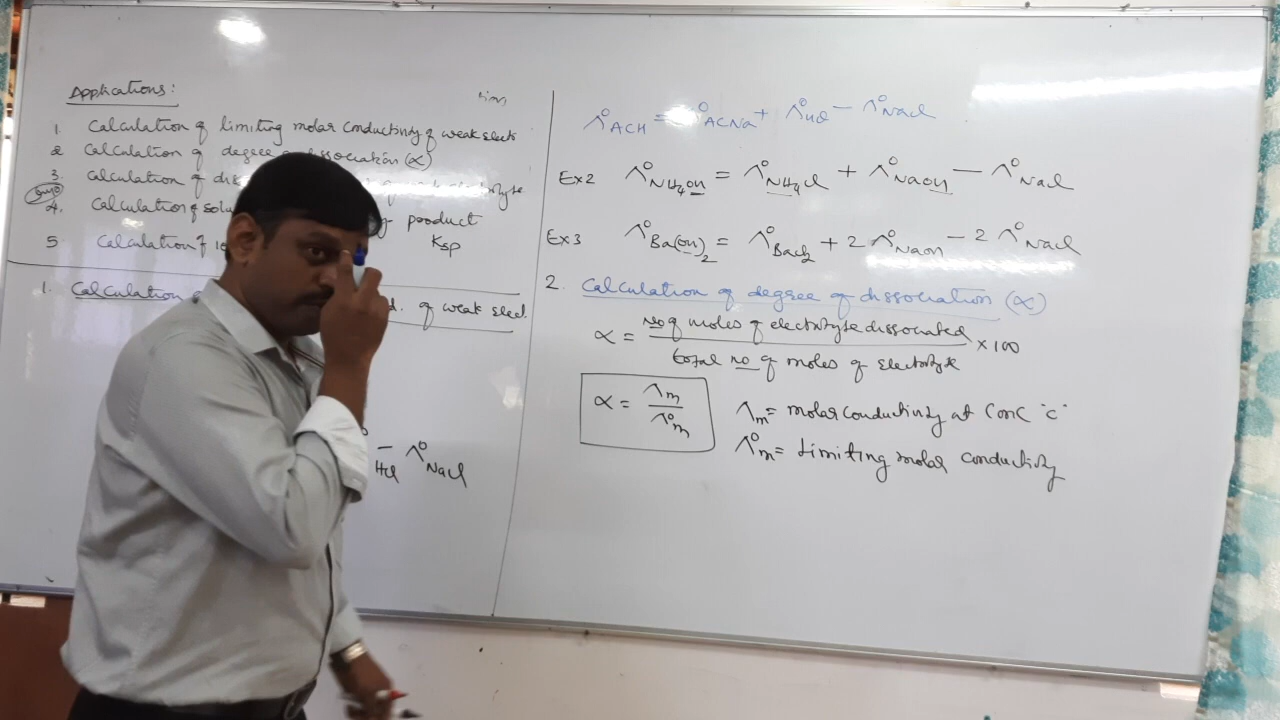 Applications:
1 Calculation of limiting molar conductivity of weak elects
2 Calculation of degree dissociation (α)
3. Calculation of dis
4. Calculation of solu product
Ksp
5 Calculation of
1. Calculation d. of weak elect.
HCl − Λ°NaCl
Λ°ACH = Λ°ACNa + Λ°HCl − Λ°NaCl
Ex2 Λ°NH₄OH = Λ°NH₄Cl + Λ°NaOH − Λ°NaCl
Ex3 Λ°Ba(OH)₂ = Λ°BaCl₂ + 2 Λ°NaOH − 2 Λ°NaCl
2. Calculation of degree of dissociation (α)
α = No of moles of electrolyte dissociated / total no of moles of electrolyte × 100
α = Λm / Λ°m
Λm = molar conductivity at Conc "c"
Λ°m = Limiting molar conductivity